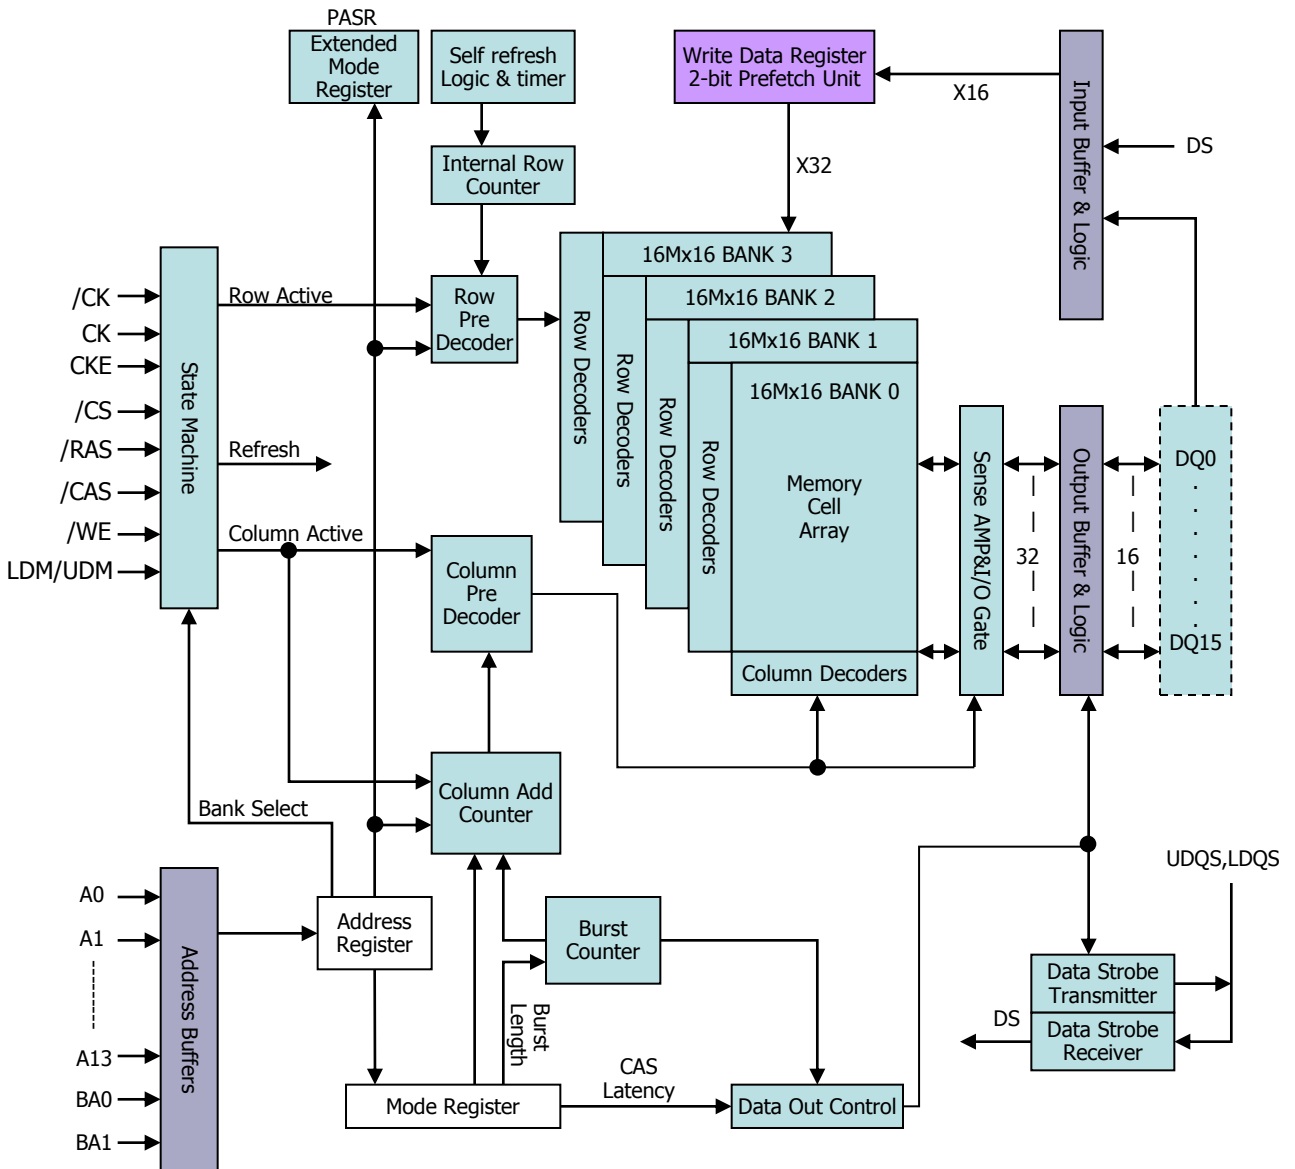 PASR
Extended
Mode
Register
Self refresh
Logic & timer
Write Data Register
2-bit Prefetch Unit
X16
Input Buffer & Logic
DS
Internal Row
Counter
X32
16Mx16 BANK 3
16Mx16 BANK 2
16Mx16 BANK 1
16Mx16 BANK 0
Row Decoders
Row Decoders
Row Decoders
Row Decoders
Memory
Cell
Array
Column Decoders
Sense AMP&I/O Gate
32
Output Buffer & Logic
16
DQ0
DQ15
/CK
CK
CKE
/CS
/RAS
/CAS
/WE
LDM/UDM
State Machine
Row Active
Refresh
Column Active
Row
Pre
Decoder
Column
Pre
Decoder
Column Add
Counter
Bank Select
A0
A1
A13
BA0
BA1
Address Buffers
Address
Register
Burst
Counter
Burst
Length
Mode Register
CAS
Latency
Data Out Control
UDQS,LDQS
Data Strobe
Transmitter
Data Strobe
Receiver
DS